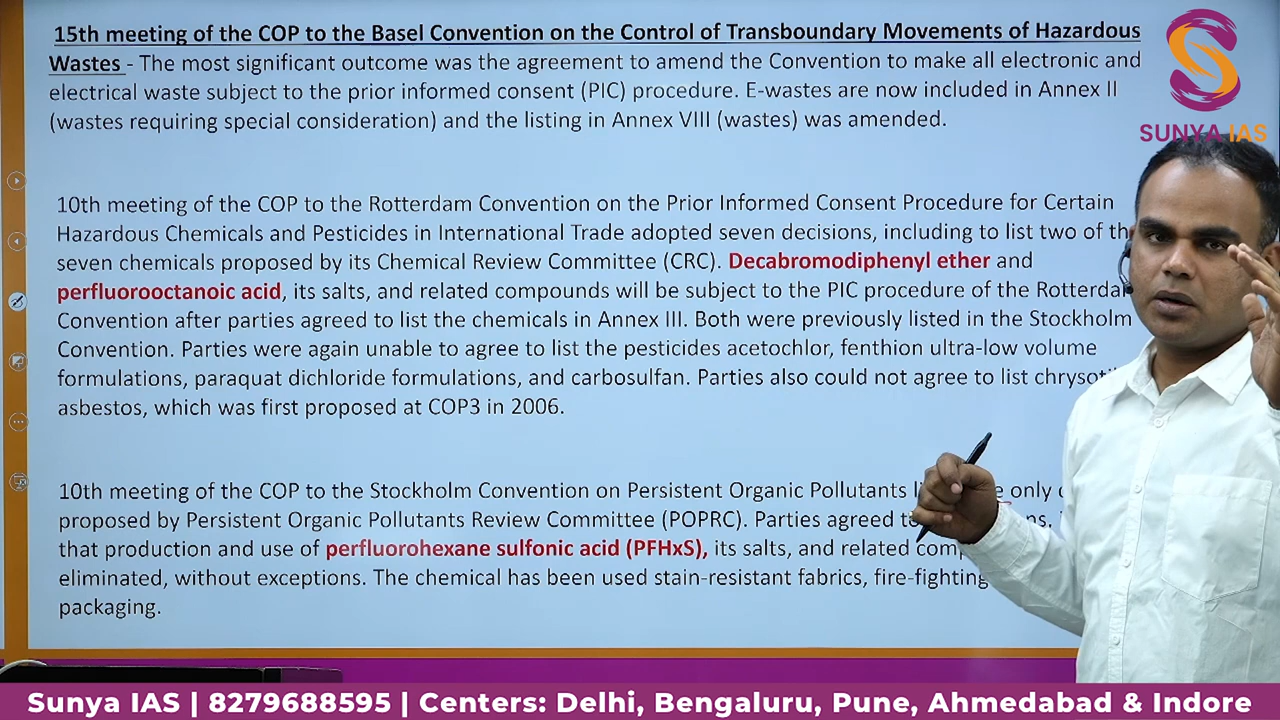 15th meeting of the COP to the Basel Convention on the Control of Transboundary Movements of Hazardous
Wastes - The most significant outcome was the agreement to amend the Convention to make all electronic and
electrical waste subject to the prior informed consent (PIC) procedure. E-wastes are now included in Annex II
(wastes requiring special consideration) and the listing in Annex VIII (wastes) was amended.
SUNYA IAS
10th meeting of the COP to the Rotterdam Convention on the Prior Informed Consent Procedure for Certain
Hazardous Chemicals and Pesticides in International Trade adopted seven decisions, including to list two of
seven chemicals proposed by its Chemical Review Committee (CRC). Decabromodiphenyl ether and
perfluorooctanoic acid, its salts, and related compounds will be subject to the PIC procedure of the
Convention after parties agreed to list the chemicals in Annex III. Both were previously listed in the Stockholm
Convention. Parties were again unable to agree to list the pesticides acetochlor, fenthion ultra-low volume
formulations, paraquat dichloride formulations, and carbosulfan. Parties also could not agree to list
asbestos, which was first proposed at COP3 in 2006.
10th meeting of the COP to the Stockholm Convention on Persistent Organic Pollutants only
proposed by Persistent Organic Pollutants Review Committee (POPRC). Parties agreed
that production and use of perfluorohexane sulfonic acid (PFHxS), its salts, and related
eliminated, without exceptions. The chemical has been used stain-resistant fabrics, fire-fighting
packaging.
Sunya IAS | 8279688595 | Centers: Delhi, Bengaluru, Pune, Ahmedabad & Indore